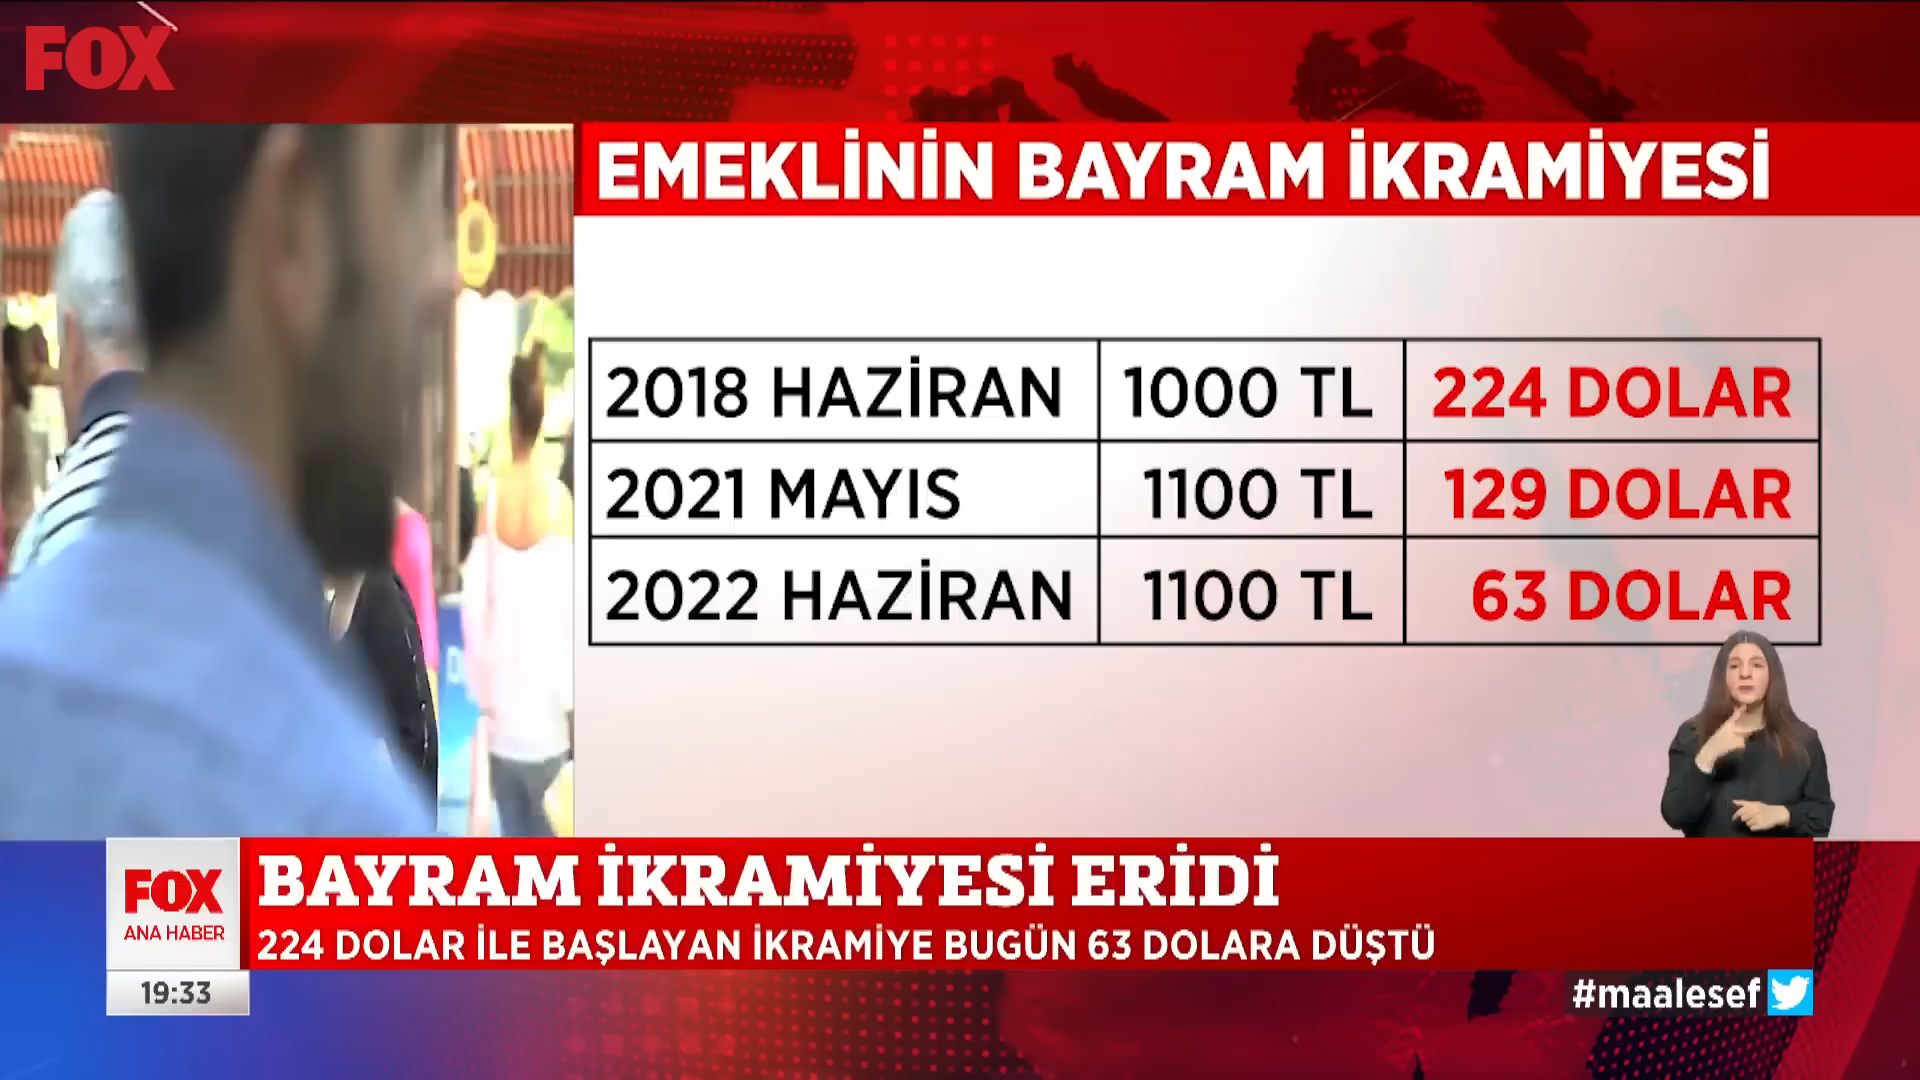 FOX
EMEKLİNİN BAYRAM İKRAMİYESİ
2018 HAZİRAN 1000 TL 224 DOLAR
2021 MAYIS 1100 TL 129 DOLAR
2022 HAZİRAN 1100 TL 63 DOLAR
FOX
ANA HABER
19:33
BAYRAM İKRAMİYESİ ERİDİ
224 DOLAR İLE BAŞLAYAN İKRAMİYE BUGÜN 63 DOLARA DÜŞTÜ
#maalesef